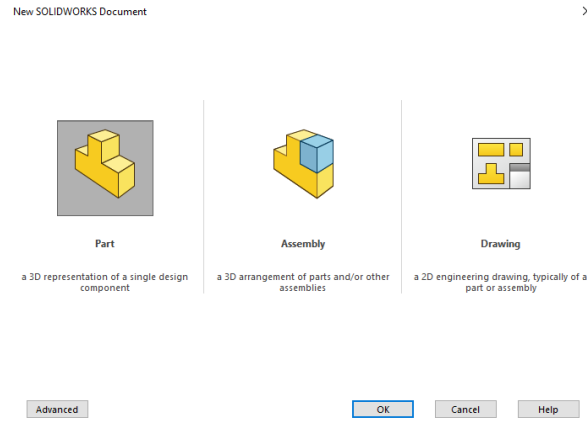 New SOLIDWORKS Document
Part
a 3D representation of a single design
component
Assembly
a 3D arrangement of parts and/or other
assemblies
Drawing
a 2D engineering drawing, typically of a
part or assembly
Advanced
OK
Cancel
Help